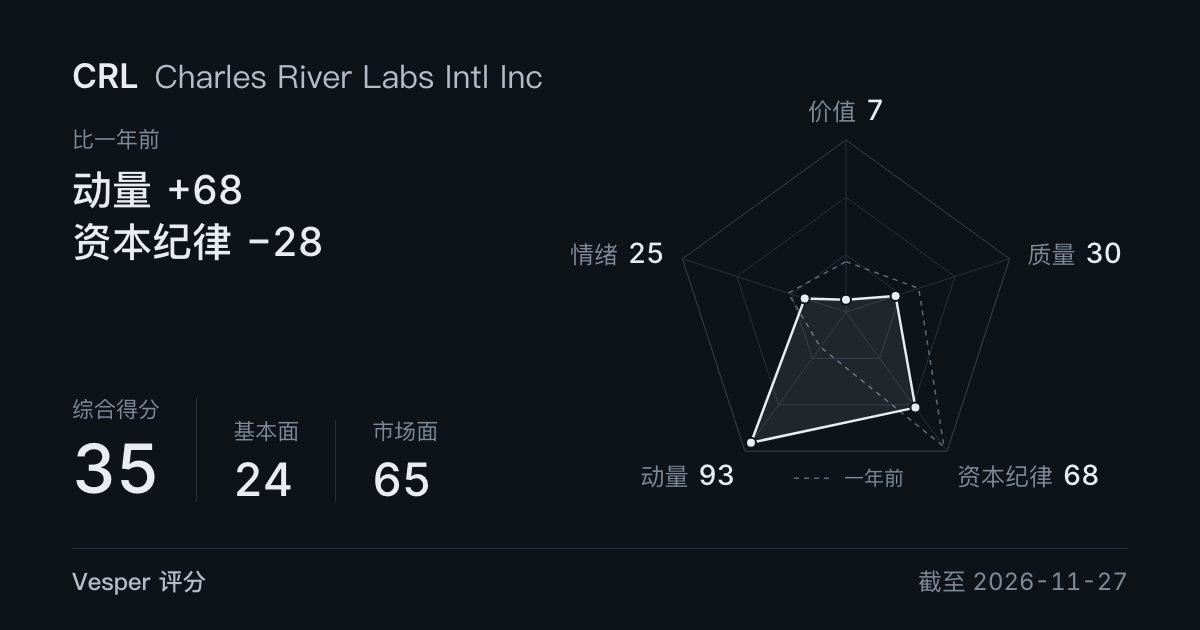 CRL Charles River Labs Intl Inc
比一年前
动量 +68
资本纪律 −28
综合得分
35
基本面
24
市场面
65
价值 7
情绪 25
质量 30
动量 93
一年前
资本纪律 68
Vesper 评分
截至 2026-11-27